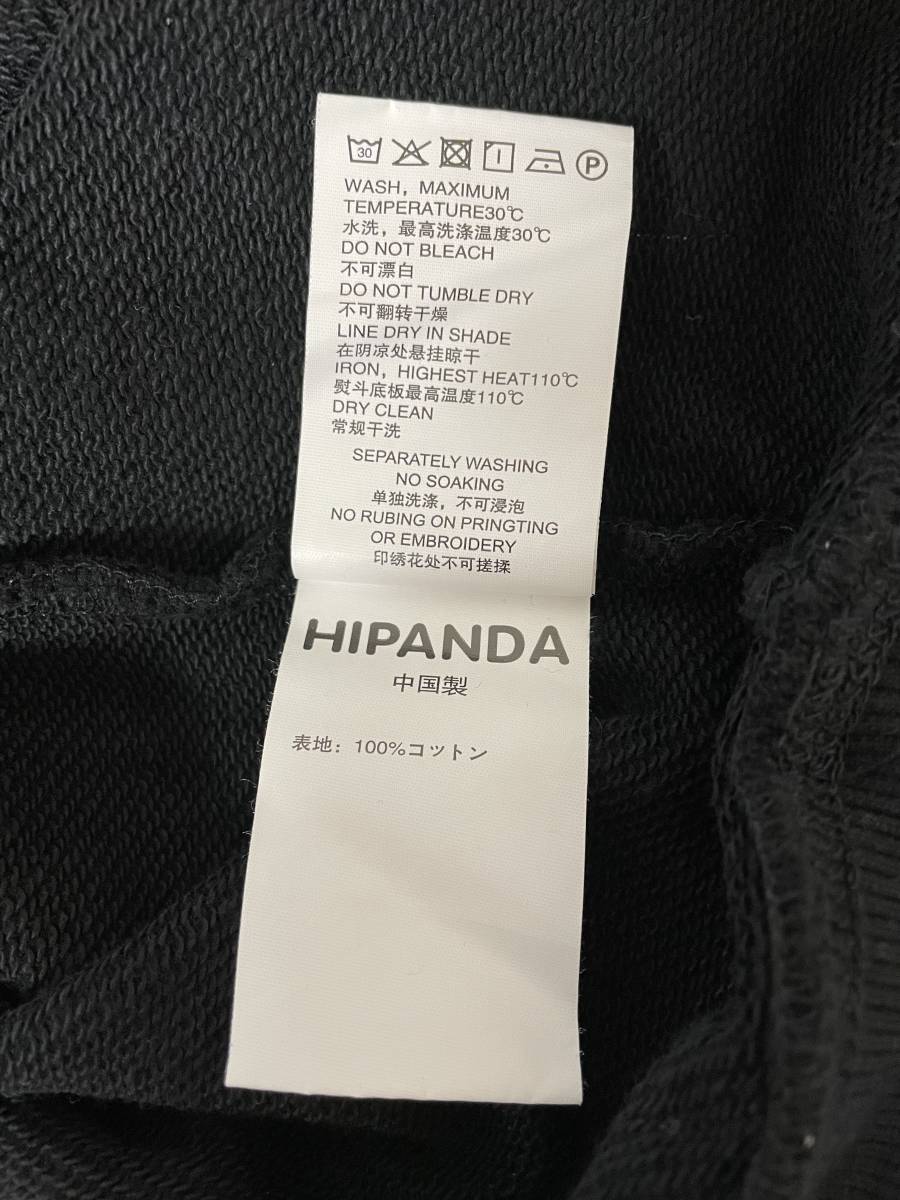 30 P
WASH, MAXIMUM
TEMPERATURE30℃
水洗，最高洗涤温度30℃
DO NOT BLEACH
不可漂白
DO NOT TUMBLE DRY
不可翻转干燥
LINE DRY IN SHADE
在阴凉处悬挂晾干
IRON, HIGHEST HEAT110℃
熨斗底板最高温度110℃
DRY CLEAN
常规干洗
SEPARATELY WASHING
NO SOAKING
单独洗涤，不可浸泡
NO RUBING ON PRINGTING
OR EMBROIDERY
印绣花处不可搓揉
HIPANDA
中国製
表地：100%コットン